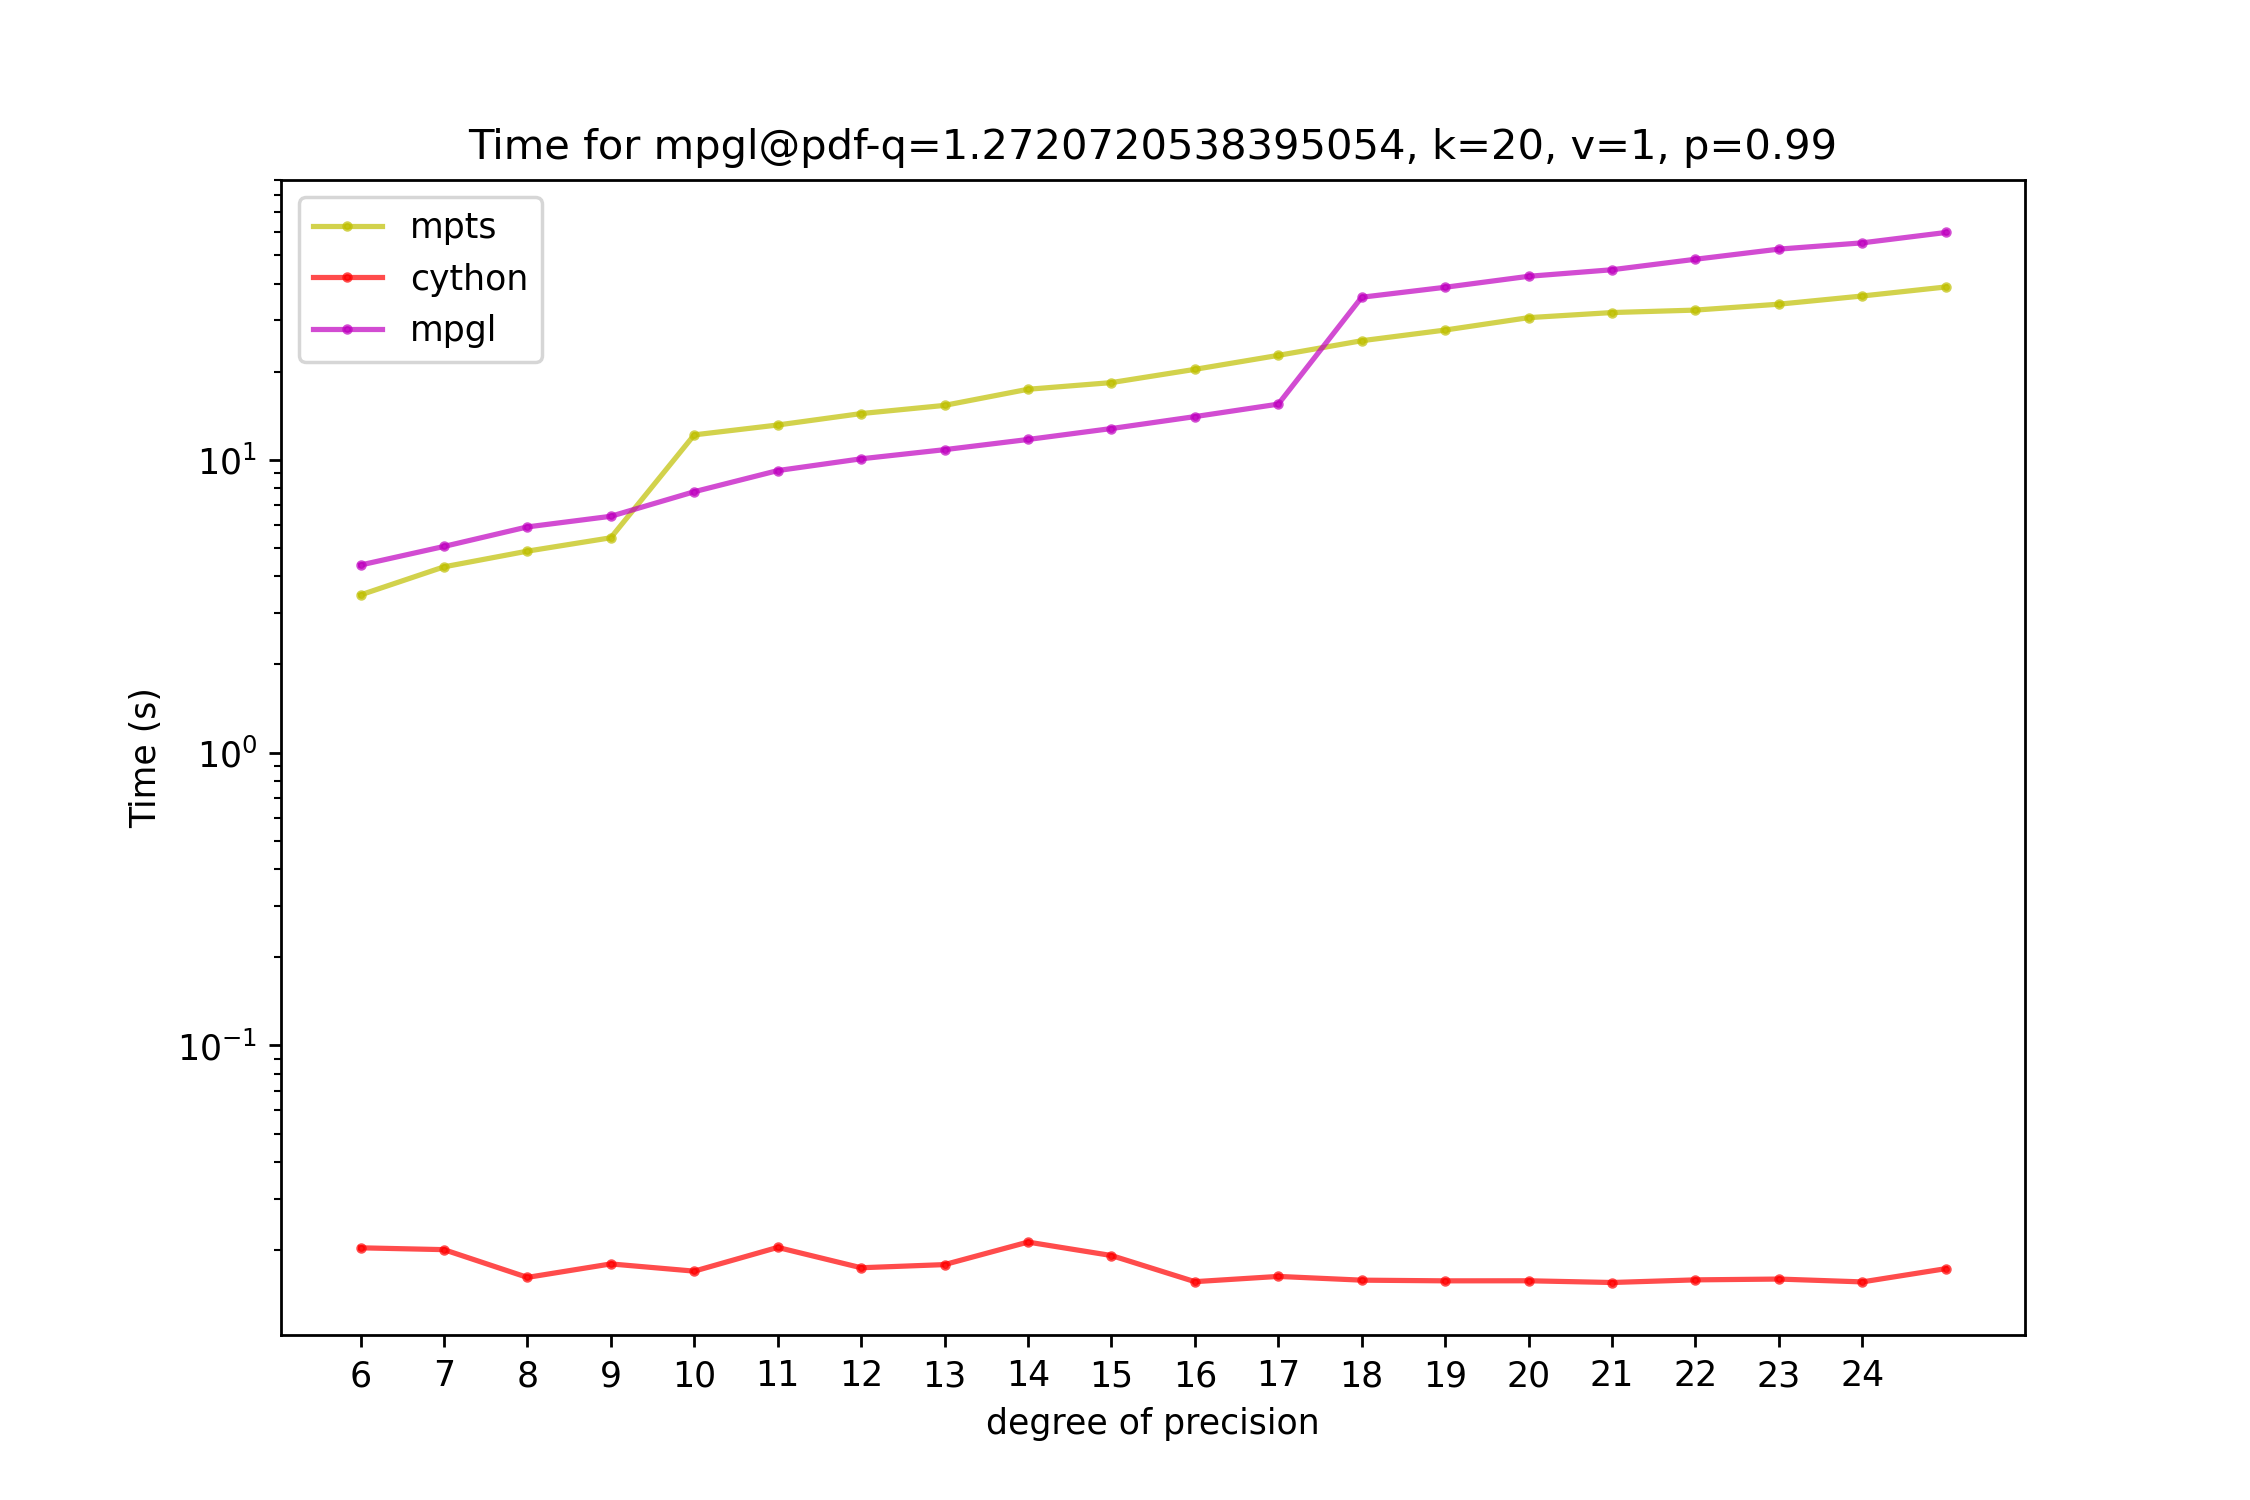 Time for mpgl@pdf-q=1.2720720538395054, k=20, v=1, p=0.99
mpts
cython
mpgl
10¹
10⁰
10⁻¹
Time (s)
6 7 8 9 10 11 12 13 14 15 16 17 18 19 20 21 22 23 24
degree of precision